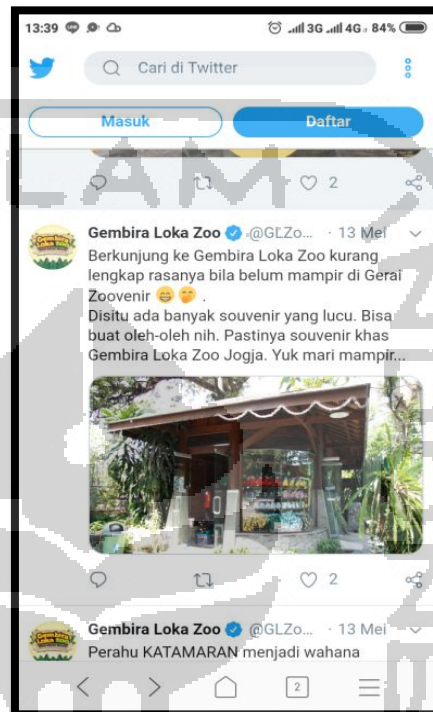 13:39 3G 4G 84%
Cari di Twitter
Masuk Daftar
2
Gembira Loka Zoo @GLZo... · 13 Mei
Berkunjung ke Gembira Loka Zoo kurang
lengkap rasanya bila belum mampir di Gerai
Zoovenir 😁 🤭 .
Disitu ada banyak souvenir yang lucu. Bisa
buat oleh-oleh nih. Pastinya souvenir khas
Gembira Loka Zoo Jogja. Yuk mari mampir...
2
Gembira Loka Zoo @GLZo... · 13 Mei
Perahu KATAMARAN menjadi wahana
2